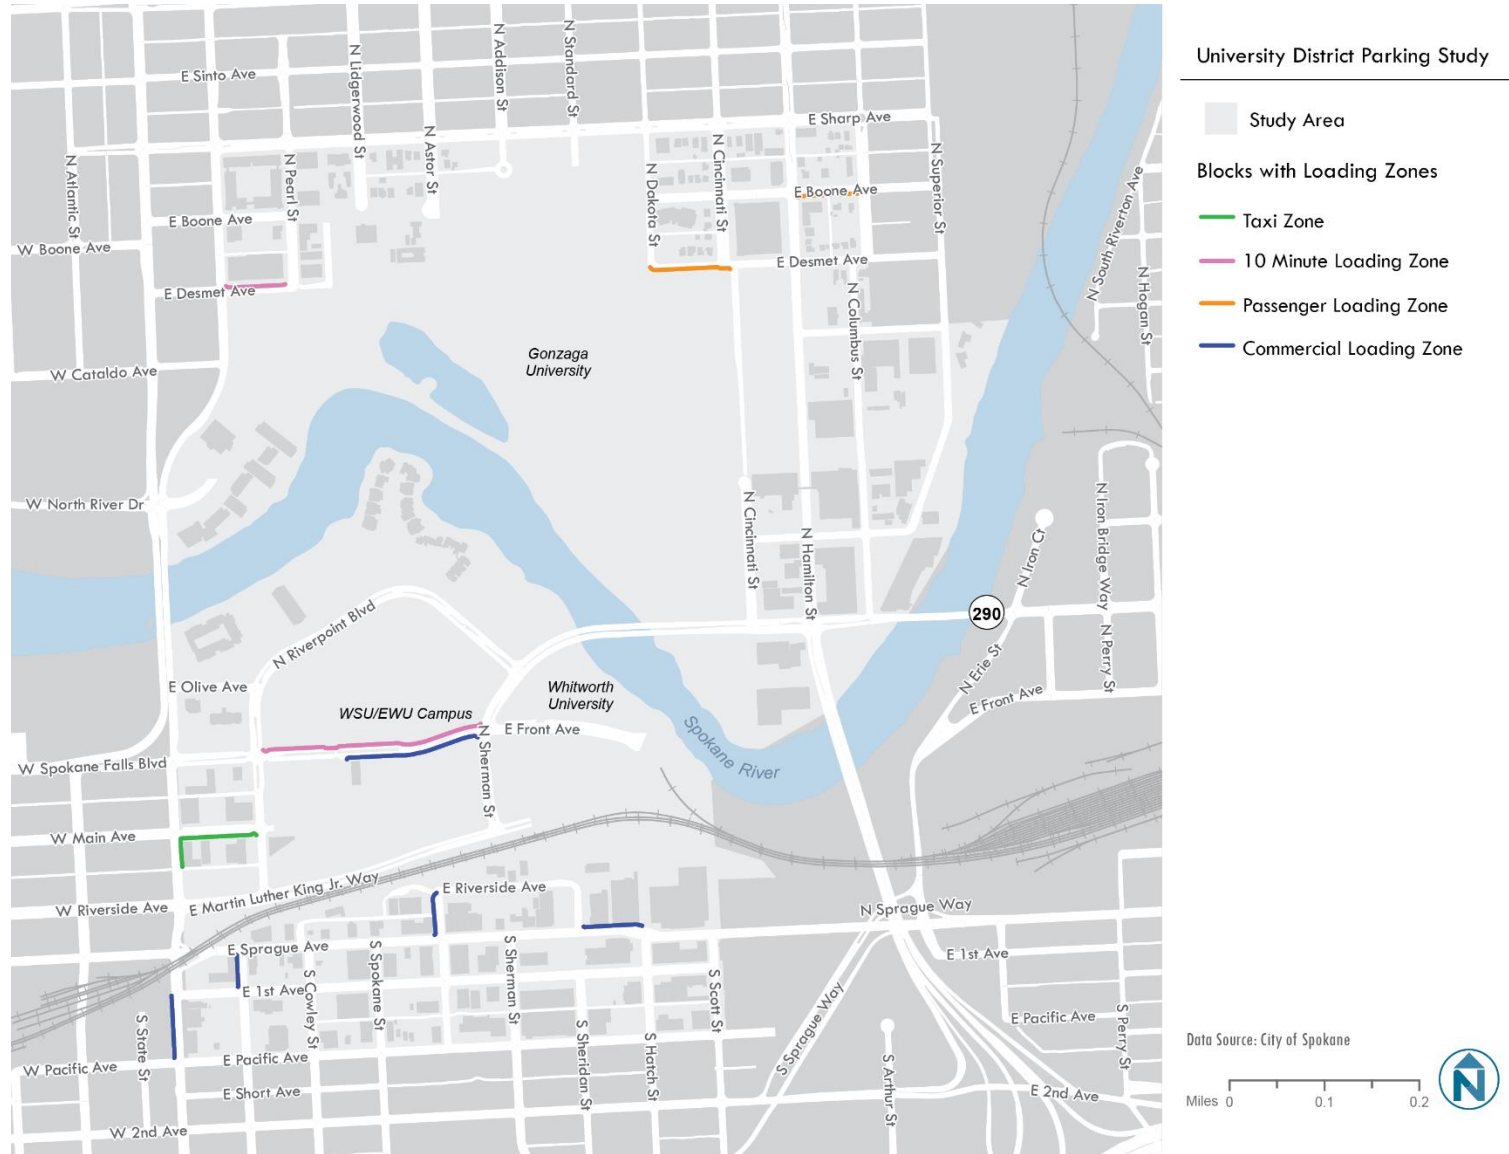 University District Parking Study
Study Area
Blocks with Loading Zones
Taxi Zone
10 Minute Loading Zone
Passenger Loading Zone
Commercial Loading Zone
Data Source: City of Spokane
Miles 0 0.1 0.2
N
E Sinto Ave
N Lidgerwood St
N Addison St
N Standard St
E Sharp Ave
N Atlantic St
N Pearl St
N Astor St
N Dakota St
N Cincinnati St
N Superior St
E Boone Ave
E Boone Ave
W Boone Ave
E Desmet Ave
E Desmet Ave
N South Riverton Ave
N Hogan St
N Columbus St
W Cataldo Ave
Gonzaga
University
W North River Dr
N Cincinnati St
N Hamilton St
N Iron Ct
N Iron Bridge Way
290
N Riverpoint Blvd
N Erie St
N Perry St
E Olive Ave
Whitworth
University
WSU/EWU Campus
E Front Ave
E Front Ave
N Sherman St
Spokane River
W Spokane Falls Blvd
W Main Ave
E Martin Luther King Jr. Way
W Riverside Ave
E Riverside Ave
N Sprague Way
E Sprague Ave
E 1st Ave
E 1st Ave
S Cowley St
S Spokane St
S Sherman St
S Scott St
S Sprague Way
S State St
S Sheridan St
S Hatch St
S Arthur St
E Pacific Ave
S Perry St
W Pacific Ave
E Pacific Ave
E Short Ave
E 2nd Ave
W 2nd Ave